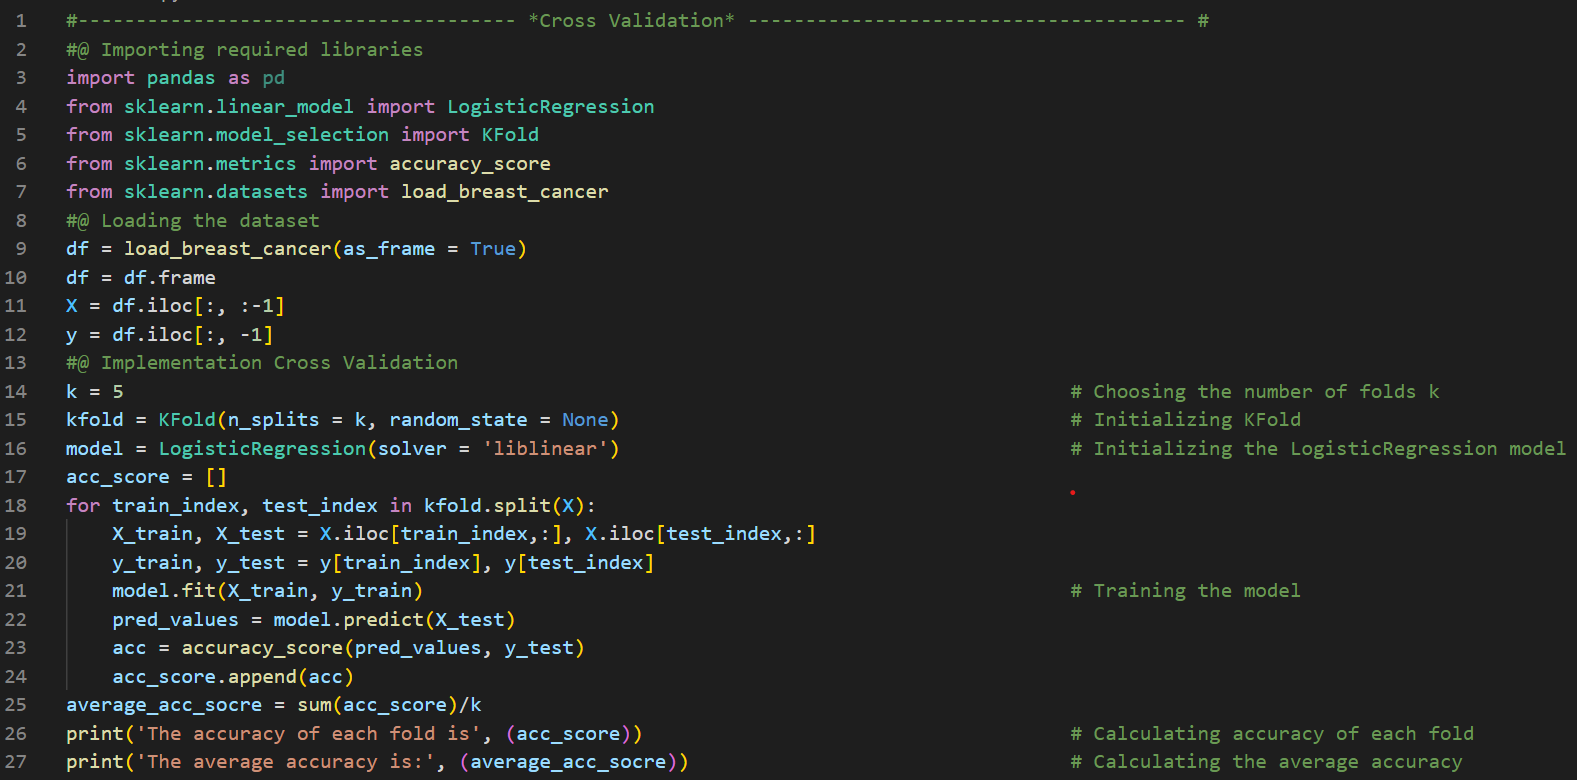 1 #-------------------------------------- *Cross Validation* -------------------------------------- #
2 #@ Importing required libraries
3 import pandas as pd
4 from sklearn.linear_model import LogisticRegression
5 from sklearn.model_selection import KFold
6 from sklearn.metrics import accuracy_score
7 from sklearn.datasets import load_breast_cancer
8 #@ Loading the dataset
9 df = load_breast_cancer(as_frame = True)
10 df = df.frame
11 X = df.iloc[:, :-1]
12 y = df.iloc[:, -1]
13 #@ Implementation Cross Validation
14 k = 5 # Choosing the number of folds k
15 kfold = KFold(n_splits = k, random_state = None) # Initializing KFold
16 model = LogisticRegression(solver = 'liblinear') # Initializing the LogisticRegression model
17 acc_score = []
18 for train_index, test_index in kfold.split(X):
19     X_train, X_test = X.iloc[train_index,:], X.iloc[test_index,:]
20     y_train, y_test = y[train_index], y[test_index]
21     model.fit(X_train, y_train) # Training the model
22     pred_values = model.predict(X_test)
23     acc = accuracy_score(pred_values, y_test)
24     acc_score.append(acc)
25 average_acc_socre = sum(acc_score)/k
26 print('The accuracy of each fold is', (acc_score)) # Calculating accuracy of each fold
27 print('The average accuracy is:', (average_acc_socre)) # Calculating the average accuracy